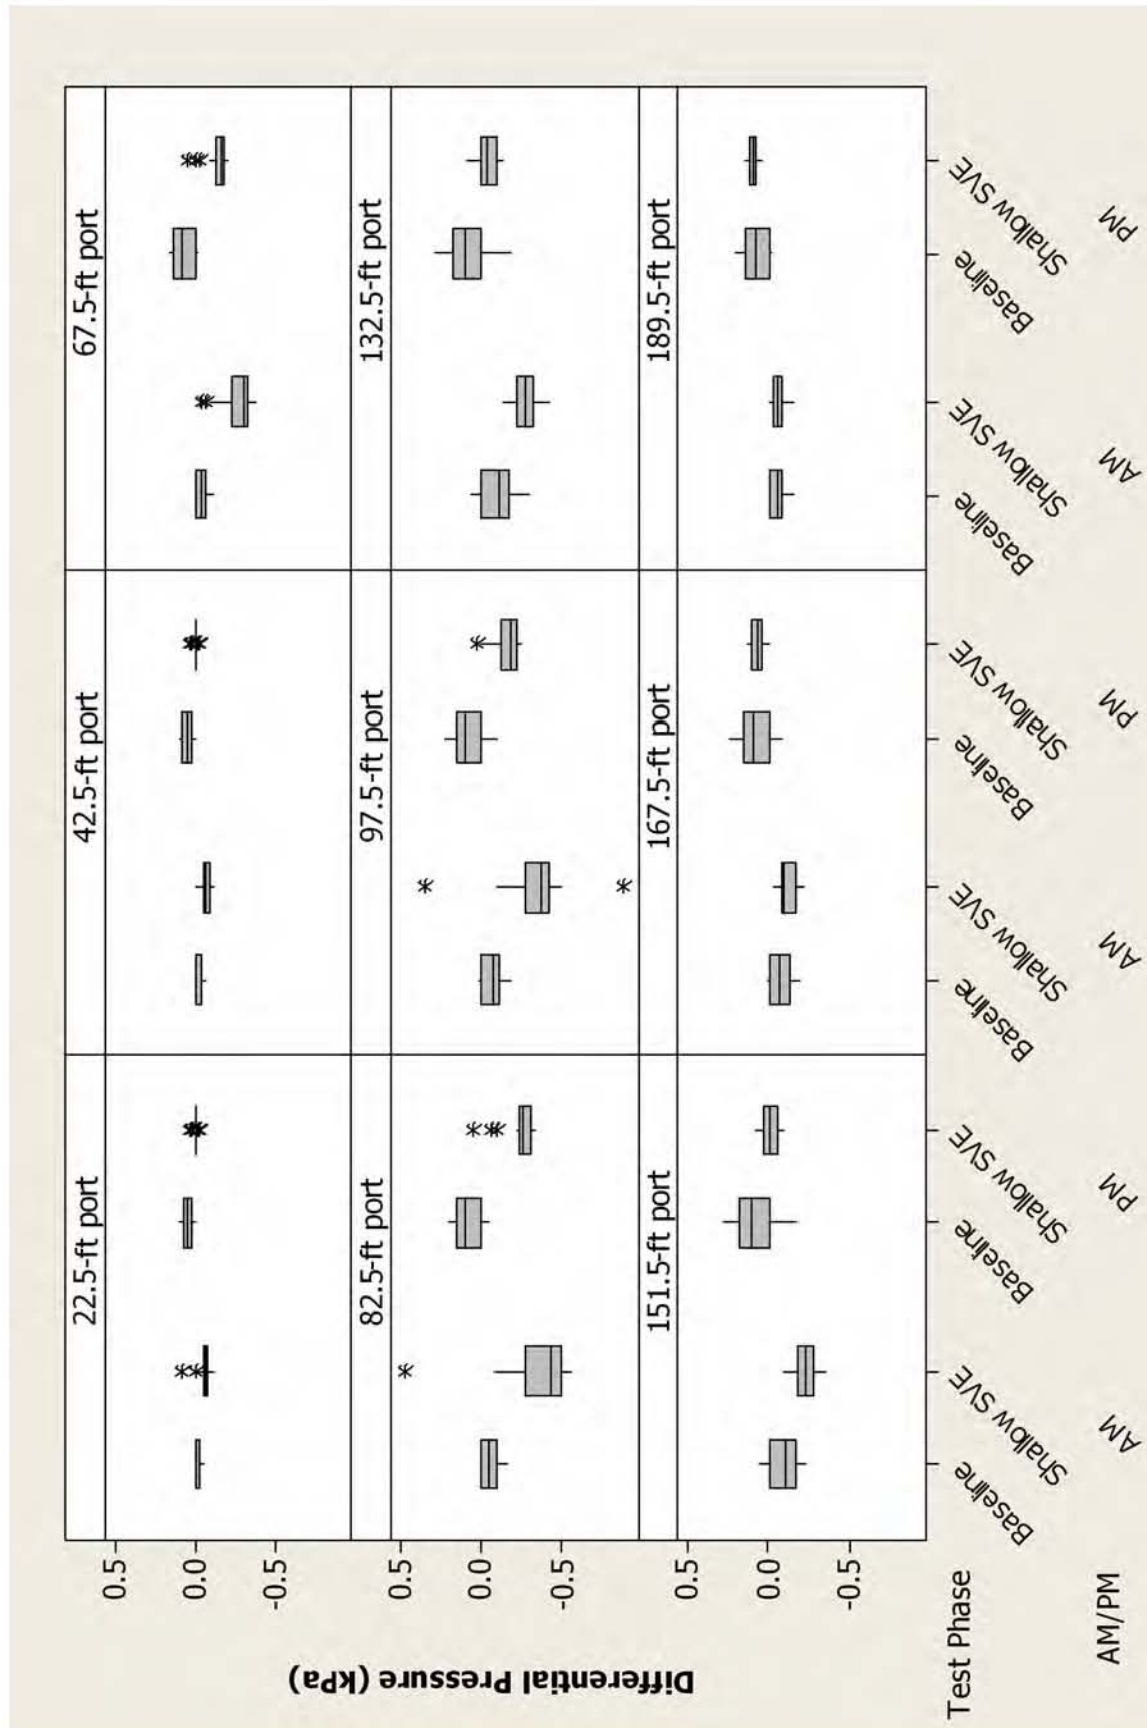 22.5-ft port 42.5-ft port 67.5-ft port
0.5
0.0
-0.5
82.5-ft port 97.5-ft port 132.5-ft port
0.5
0.0
-0.5
151.5-ft port 167.5-ft port 189.5-ft port
0.5
0.0
-0.5
Differential Pressure (kPa)
Test Phase Baseline Shallow SVE Baseline Shallow SVE Baseline Shallow SVE Baseline Shallow SVE Baseline Shallow SVE Baseline Shallow SVE
AM/PM AM PM AM PM AM PM